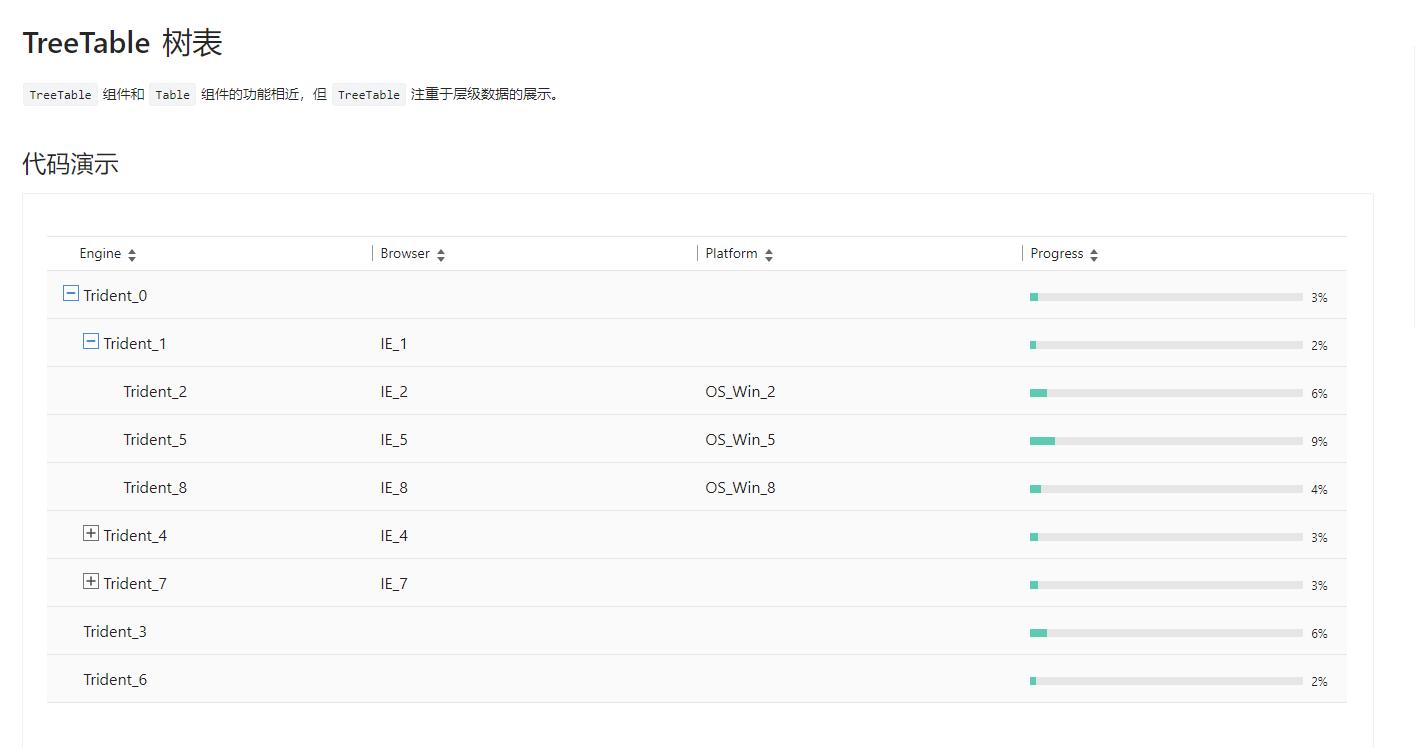 TreeTable 树表
TreeTable 组件和 Table 组件的功能相近，但 TreeTable 注重于层级数据的展示。
代码演示
Engine Browser Platform Progress
Trident_0 3%
Trident_1 IE_1 2%
Trident_2 IE_2 OS_Win_2 6%
Trident_5 IE_5 OS_Win_5 9%
Trident_8 IE_8 OS_Win_8 4%
Trident_4 IE_4 3%
Trident_7 IE_7 3%
Trident_3 6%
Trident_6 2%